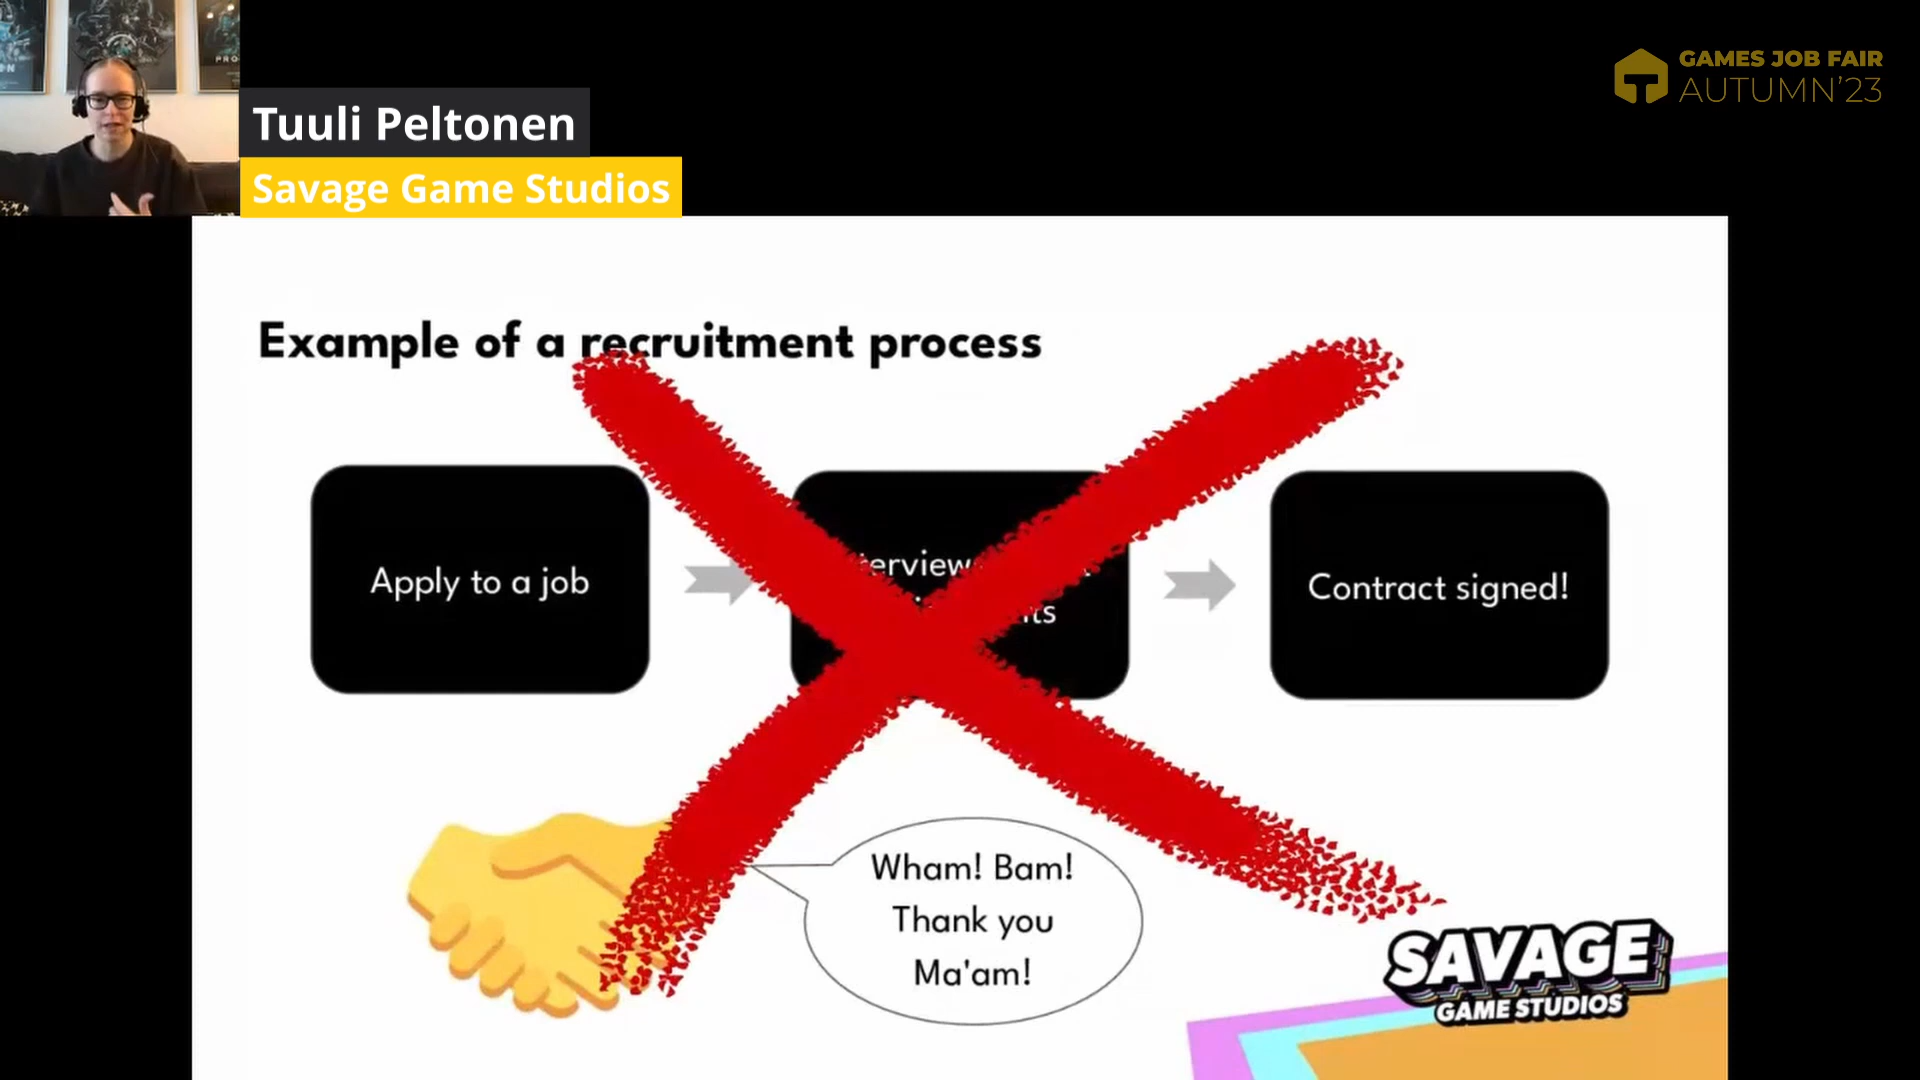 GAMES JOB FAIR
AUTUMN'23
Tuuli Peltonen
Savage Game Studios
Example of a recruitment process
Apply to a job
Contract signed!
Wham! Bam!
Thank you
Ma'am!
SAVAGE
GAME STUDIOS